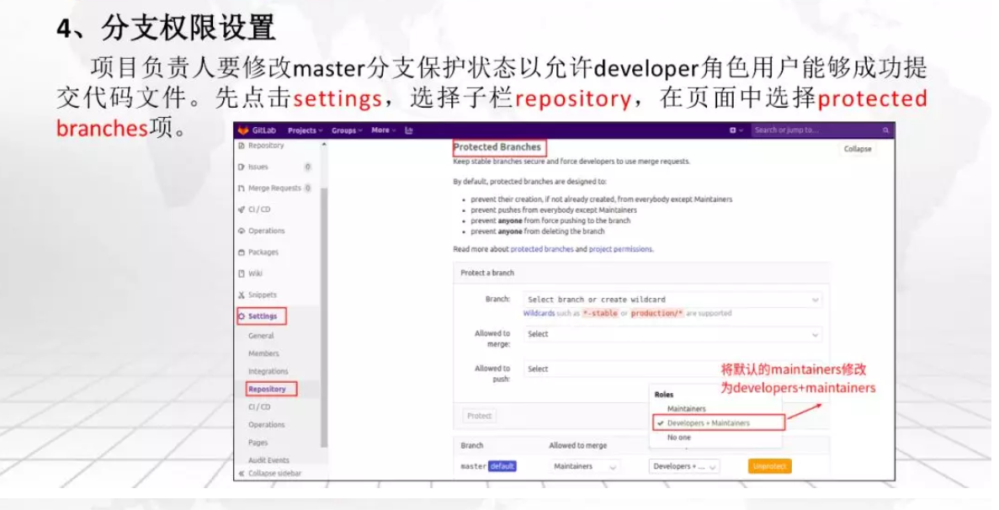 4、分支权限设置
项目负责人要修改master分支保护状态以允许developer角色用户能够成功提
交代码文件。先点击settings，选择子栏repository，在页面中选择protected
branches项。
GitLab Projects Groups More Search or jump to...
Repository
Issues 0
Merge Requests 0
CI / CD
Operations
Packages
Wiki
Snippets
Settings
General
Members
Integrations
Repository
CI / CD
Operations
Pages
Audit Events
Collapse sidebar
Protected Branches
Collapse
Keep stable branches secure and force developers to use merge requests.
By default, protected branches are designed to:
• prevent their creation, if not already created, from everybody except Maintainers
• prevent pushes from everybody except Maintainers
• prevent anyone from force pushing to the branch
• prevent anyone from deleting the branch
Read more about protected branches and project permissions.
Protect a branch
Branch: Select branch or create wildcard
Wildcards such as *-stable or production/* are supported
Allowed to
merge:
Select
Allowed to
push:
Select
将默认的maintainers修改
为developers+maintainers
Roles
Maintainers
Developers + Maintainers
No one
Protect
Branch Allowed to merge
master default Maintainers Developers + ... Unprotect